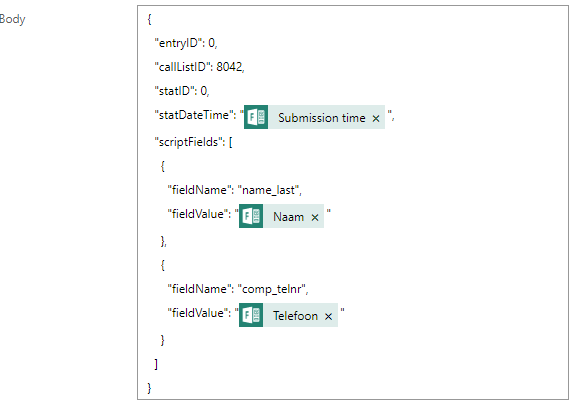 Body
{
"entryID": 0,
"callListID": 8042,
"statID": 0,
"statDateTime": "Submission time ×",
"scriptFields": [
{
"fieldName": "name_last",
"fieldValue": "Naam ×"
},
{
"fieldName": "comp_telnr",
"fieldValue": "Telefoon ×"
}
]
}